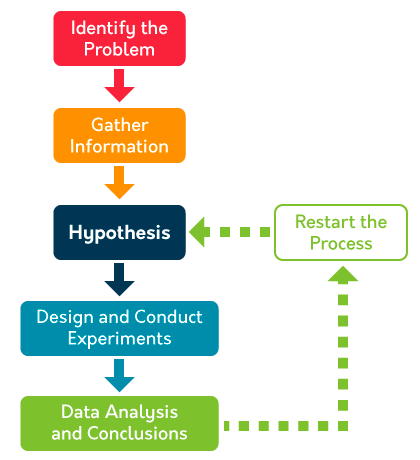 Identify the
Problem
Gather
Information
Hypothesis
Restart the
Process
Design and Conduct
Experiments
Data Analysis
and Conclusions